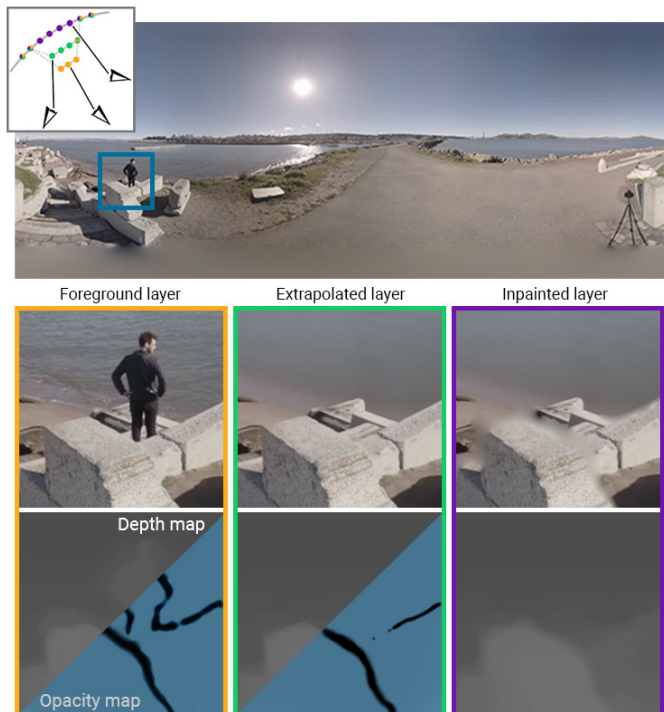 Foreground layer
Extrapolated layer
Inpainted layer
Depth map
Opacity map